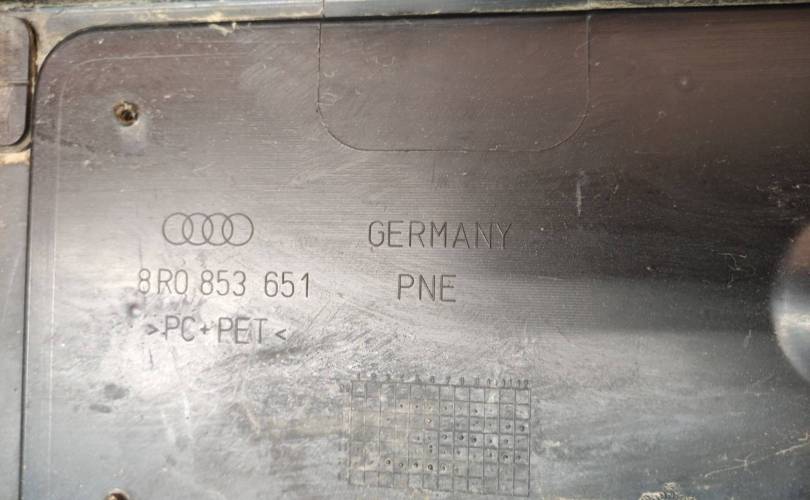 GERMANY
8R0 853 651
PNE
>PC+PET<